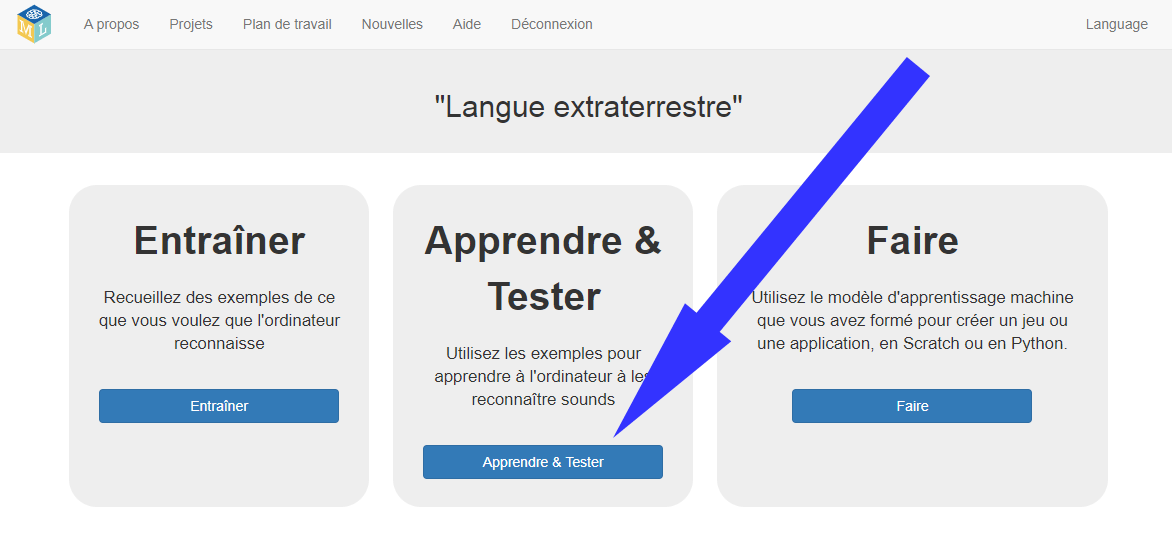 M L
A propos Projets Plan de travail Nouvelles Aide Déconnexion Language
"Langue extraterrestre"
Entraîner
Recueillez des exemples de ce
que vous voulez que l'ordinateur
reconnaisse
Entraîner
Apprendre &
Tester
Utilisez les exemples pour
apprendre à l'ordinateur à les
reconnaître sounds
Apprendre & Tester
Faire
Utilisez le modèle d'apprentissage machine
que vous avez formé pour créer un jeu ou
une application, en Scratch ou en Python.
Faire